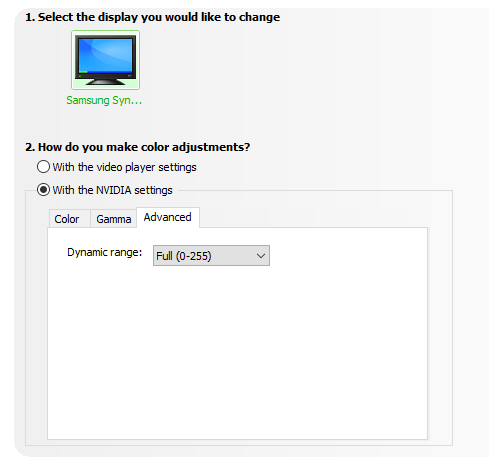 1. Select the display you would like to change
Samsung Syn...
2. How do you make color adjustments?
With the video player settings
With the NVIDIA settings
Color Gamma Advanced
Dynamic range: Full (0-255)